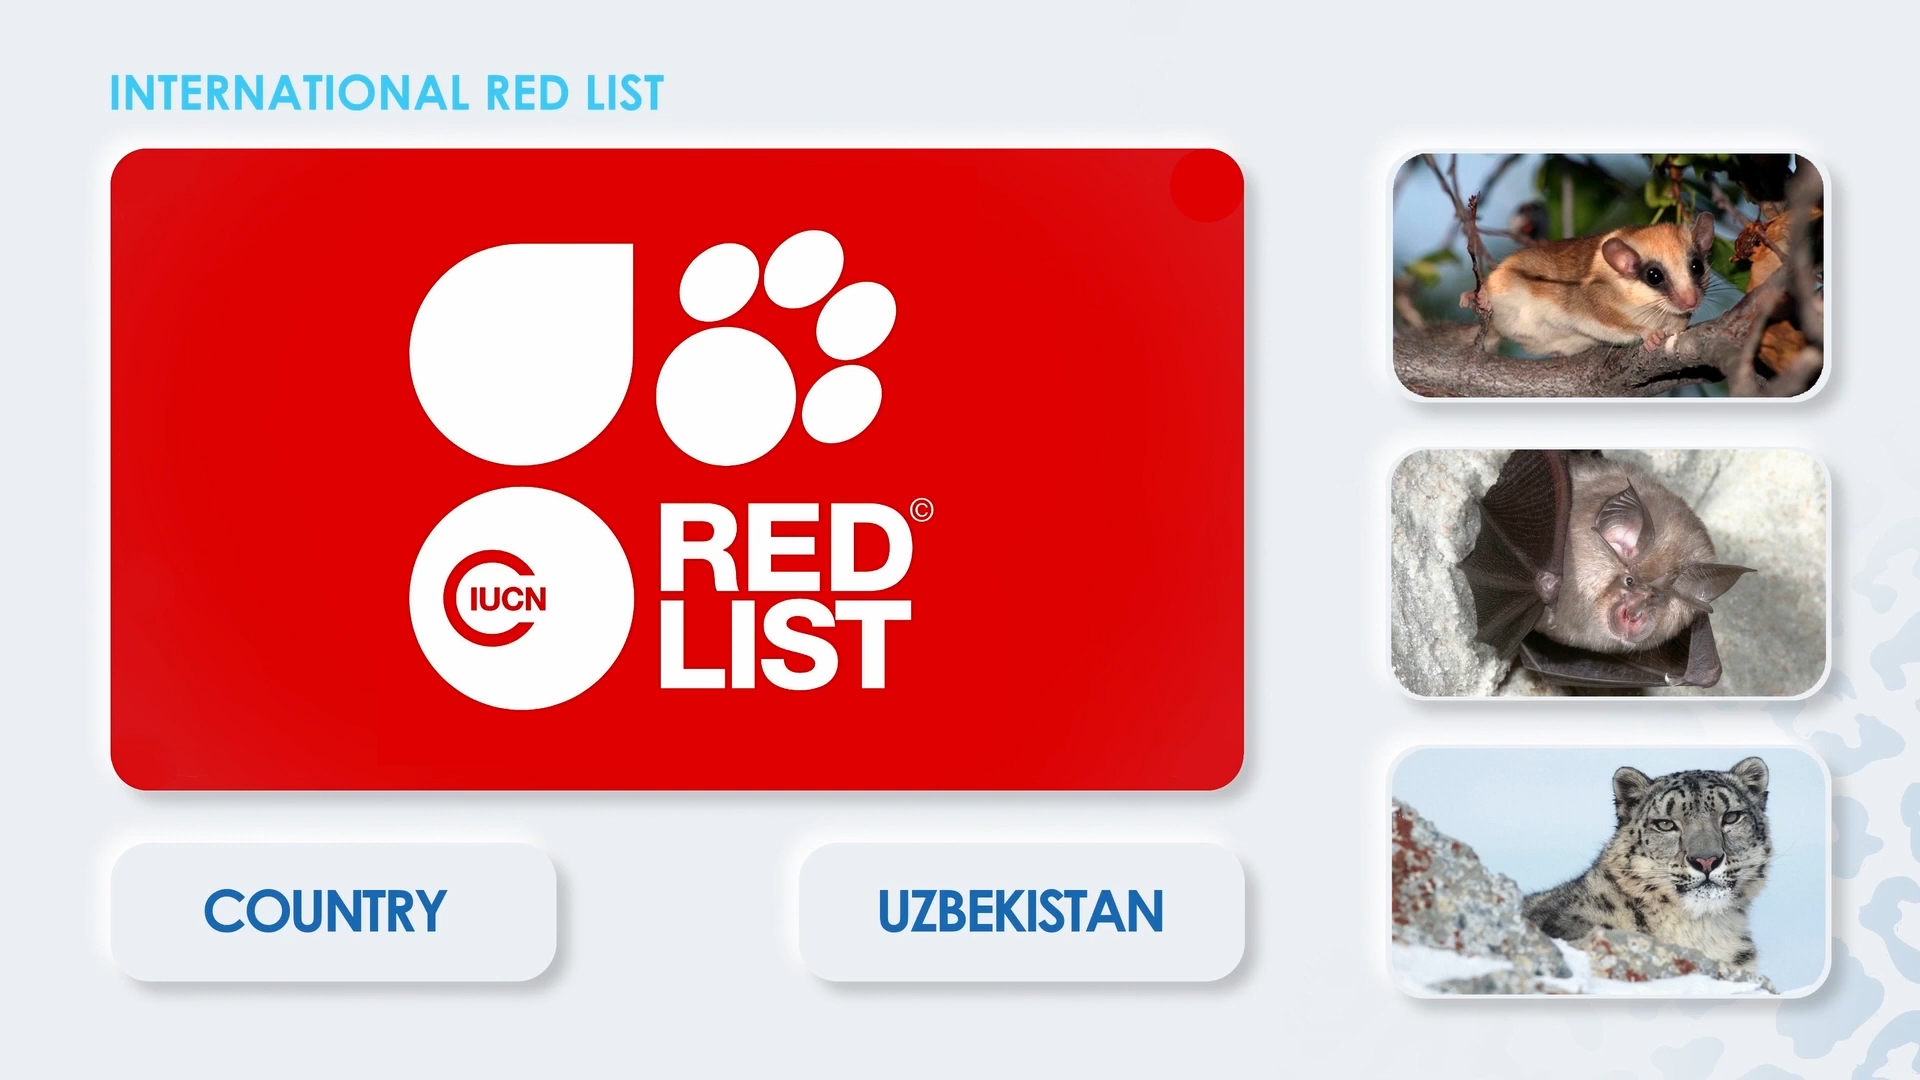 INTERNATIONAL RED LIST
RED©
LIST
IUCN
COUNTRY
UZBEKISTAN